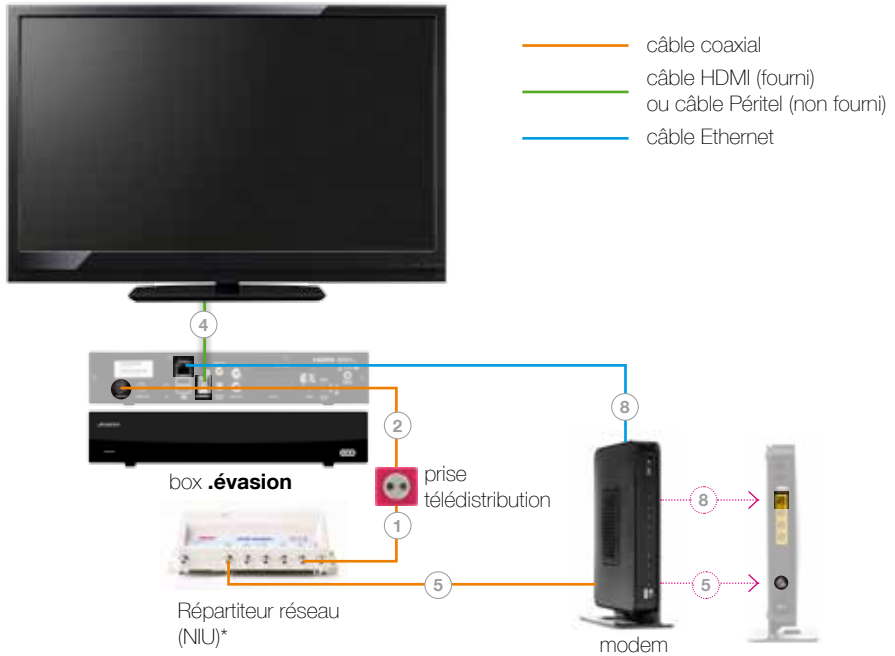 câble coaxial
câble HDMI (fourni)
ou câble Péritel (non fourni)
câble Ethernet
4
8
2
box .évasion
prise
télédistribution
8
1
5
5
Répartiteur réseau
(NIU)*
modem